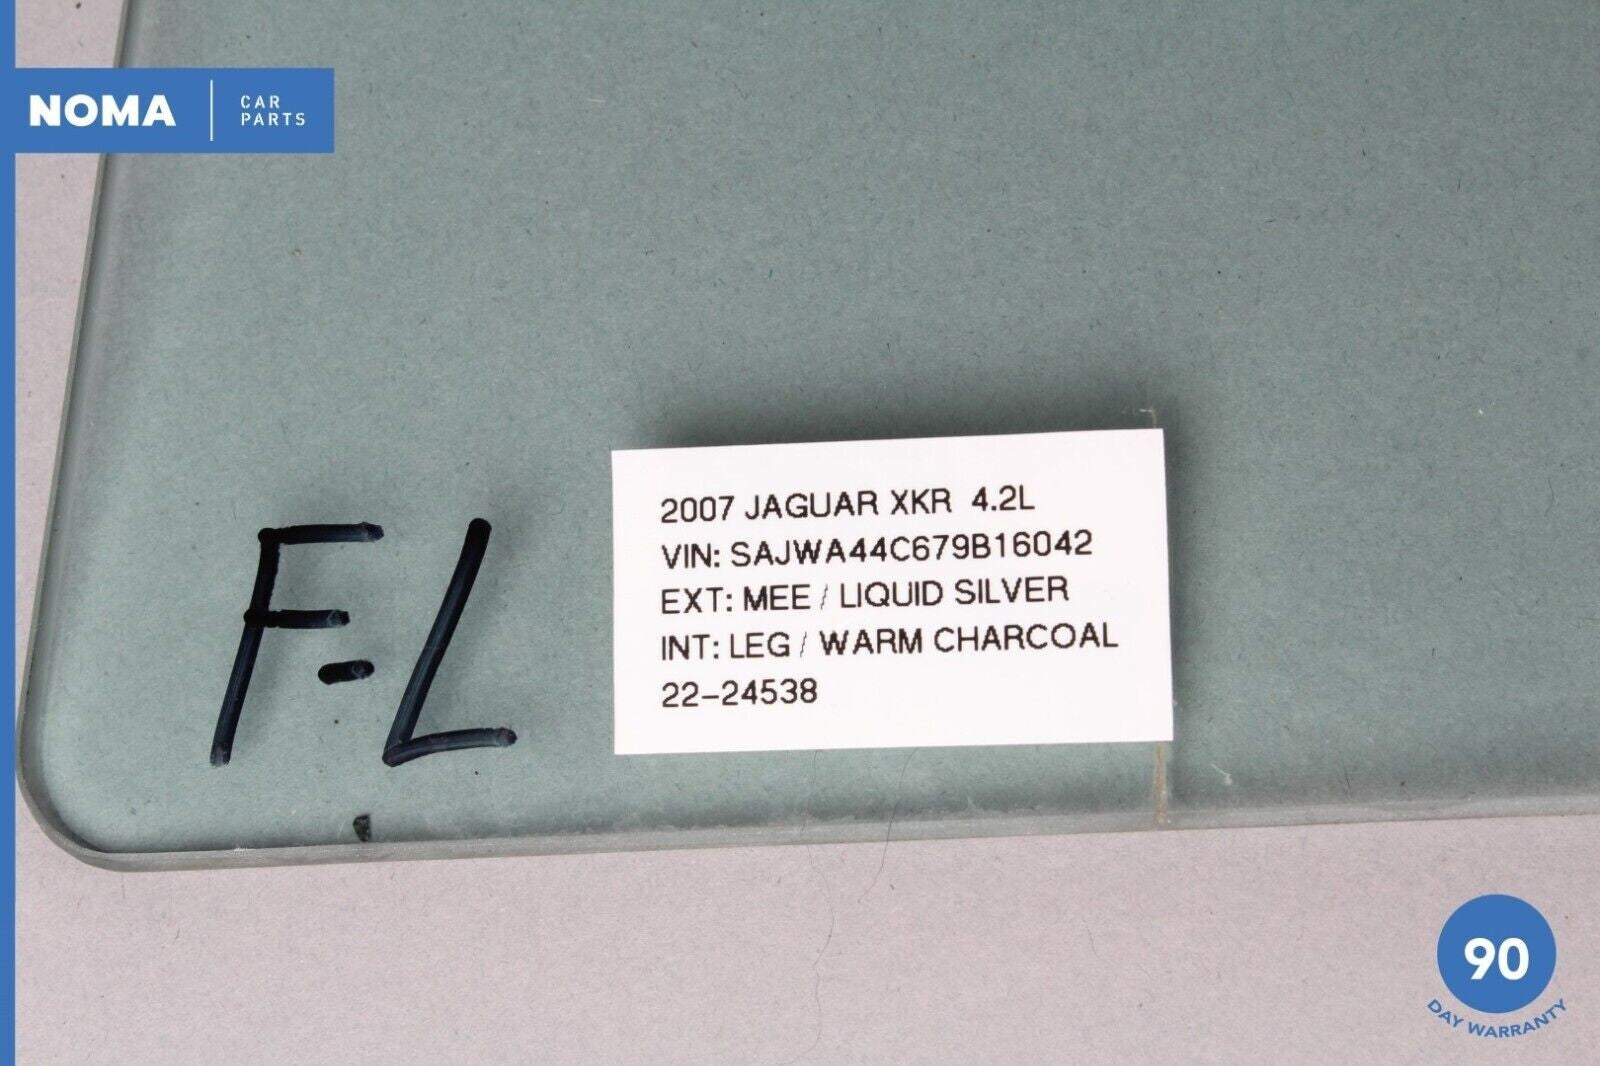 NOMA
CAR
PARTS
2007 JAGUAR XKR 4.2L
VIN: SAJWA44C679B16042
EXT: MEE / LIQUID SILVER
INT: LEG / WARM CHARCOAL
22-24538
F-L
90
DAY WARRANTY